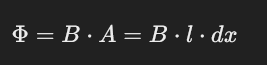 Φ = B · A = B · l · dx